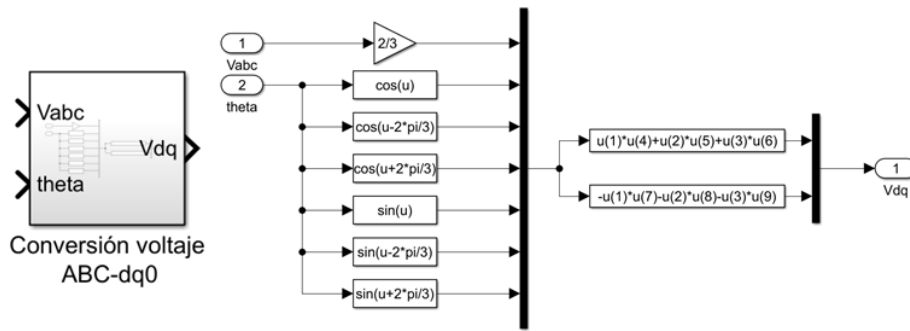 Vabc
theta
Vdq
Conversión voltaje
ABC-dq0
1
Vabc
2
theta
2/3
cos(u)
cos(u-2*pi/3)
cos(u+2*pi/3)
sin(u)
sin(u-2*pi/3)
sin(u+2*pi/3)
u(1)*u(4)+u(2)*u(5)+u(3)*u(6)
-u(1)*u(7)-u(2)*u(8)-u(3)*u(9)
1
Vdq